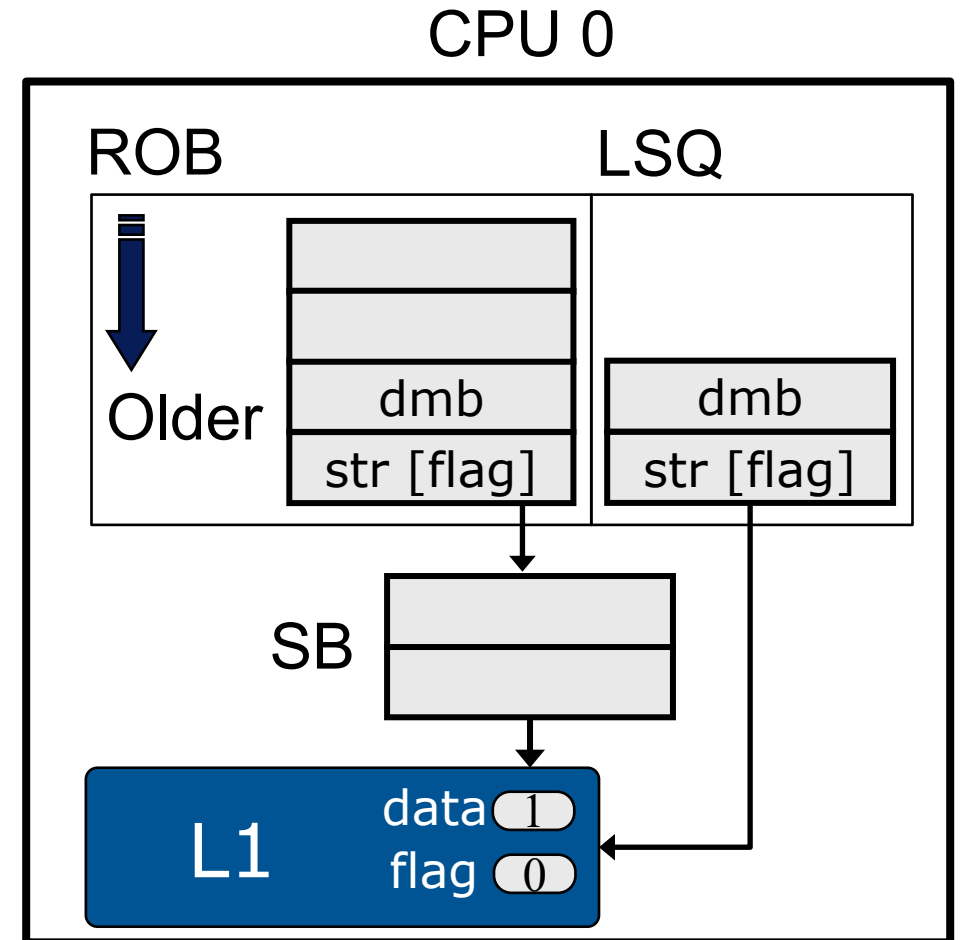 CPU 0
ROB
LSQ
Older
dmb
str [flag]
dmb
str [flag]
SB
L1
data 1
flag 0